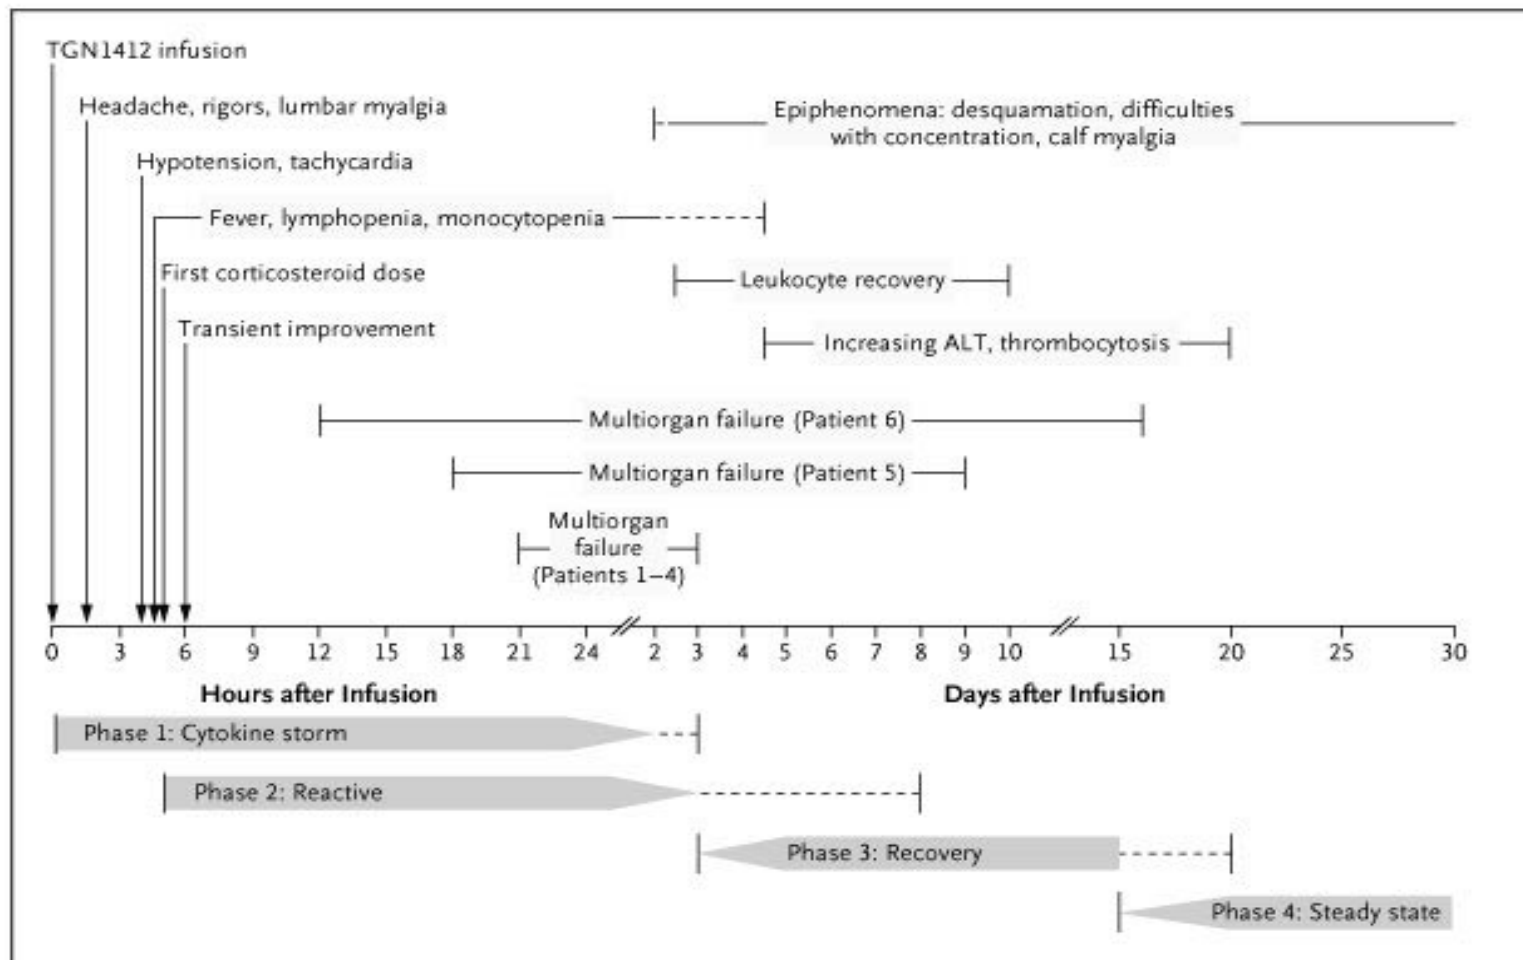 TGN1412 infusion
Headache, rigors, lumbar myalgia
Epiphenomena: desquamation, difficulties
with concentration, calf myalgia
Hypotension, tachycardia
Fever, lymphopenia, monocytopenia
First corticosteroid dose
Leukocyte recovery
Transient improvement
Increasing ALT, thrombocytosis
Multiorgan failure (Patient 6)
Multiorgan failure (Patient 5)
Multiorgan
failure
(Patients 1–4)
0 3 6 9 12 15 18 21 24 2 3 4 5 6 7 8 9 10 15 20 25 30
Hours after Infusion Days after Infusion
Phase 1: Cytokine storm
Phase 2: Reactive
Phase 3: Recovery
Phase 4: Steady state